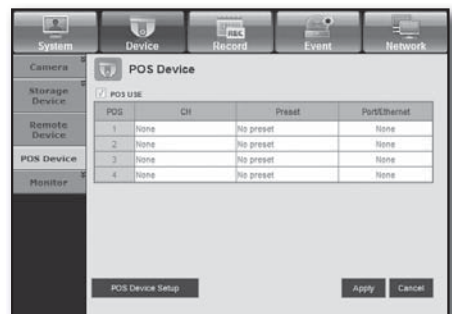 System Device Record Event Network
REC
Camera
Storage
Device
Remote
Device
POS Device
Monitor
POS Device
POS USE
POS CH Preset Port/Ethernet
1 None No preset None
2 None No preset None
3 None No preset None
4 None No preset None
POS Device Setup Apply Cancel